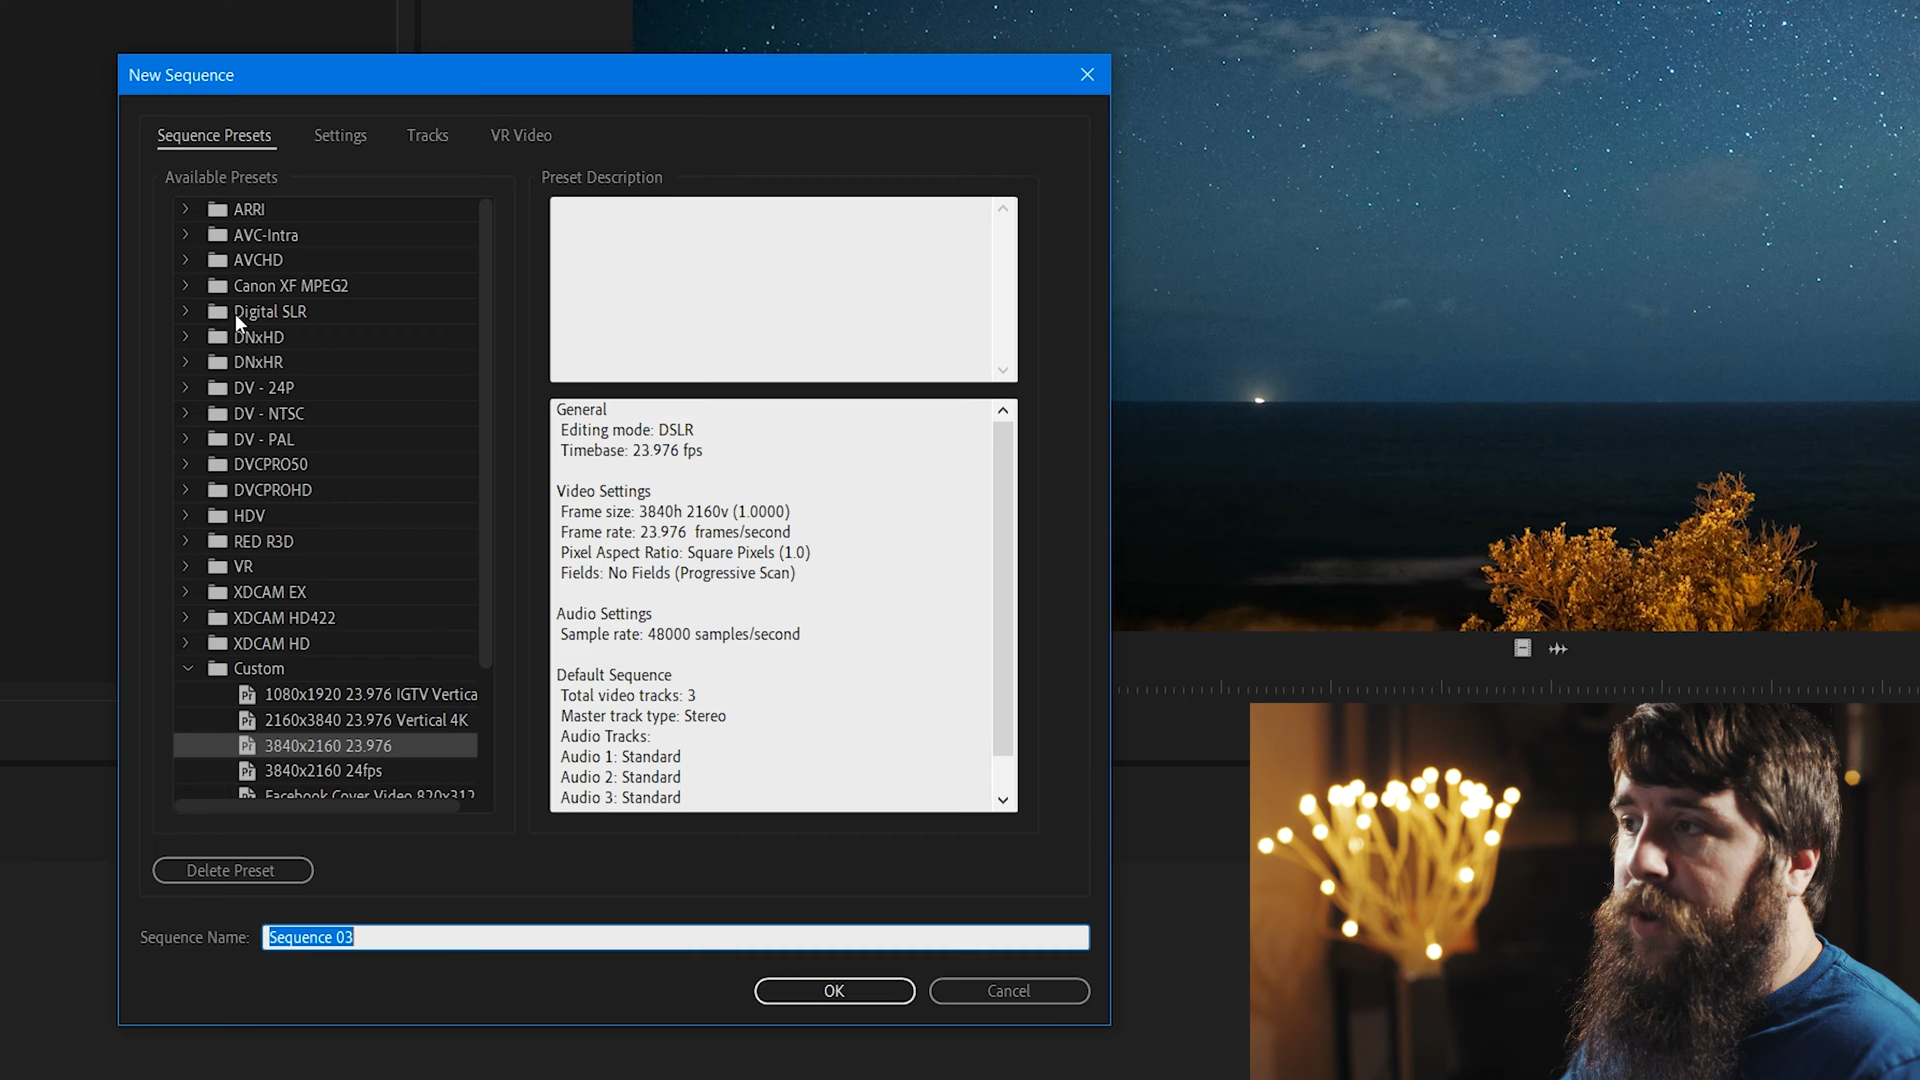 New Sequence
Sequence Presets
Settings
Tracks
VR Video
Available Presets
ARRI
AVC-Intra
AVCHD
Canon XF MPEG2
Digital SLR
DNxHD
DNxHR
DV - 24P
DV - NTSC
DV - PAL
DVCPRO50
DVCPROHD
HDV
RED R3D
VR
XDCAM EX
XDCAM HD422
XDCAM HD
Custom
1080x1920 23.976 IGTV Vertica
2160x3840 23.976 Vertical 4K
3840x2160 23.976
3840x2160 24fps
Facebook Cover Video 820x312
Delete Preset
Preset Description
General
Editing mode: DSLR
Timebase: 23.976 fps
Video Settings
Frame size: 3840h 2160v (1.0000)
Frame rate: 23.976 frames/second
Pixel Aspect Ratio: Square Pixels (1.0)
Fields: No Fields (Progressive Scan)
Audio Settings
Sample rate: 48000 samples/second
Default Sequence
Total video tracks: 3
Master track type: Stereo
Audio Tracks:
Audio 1: Standard
Audio 2: Standard
Audio 3: Standard
Sequence Name: Sequence 03
OK
Cancel